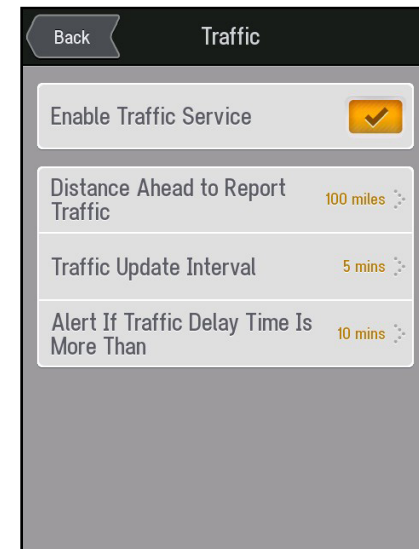 Back
Traffic
Enable Traffic Service
Distance Ahead to Report
Traffic
100 miles
Traffic Update Interval
5 mins
Alert If Traffic Delay Time Is
More Than
10 mins